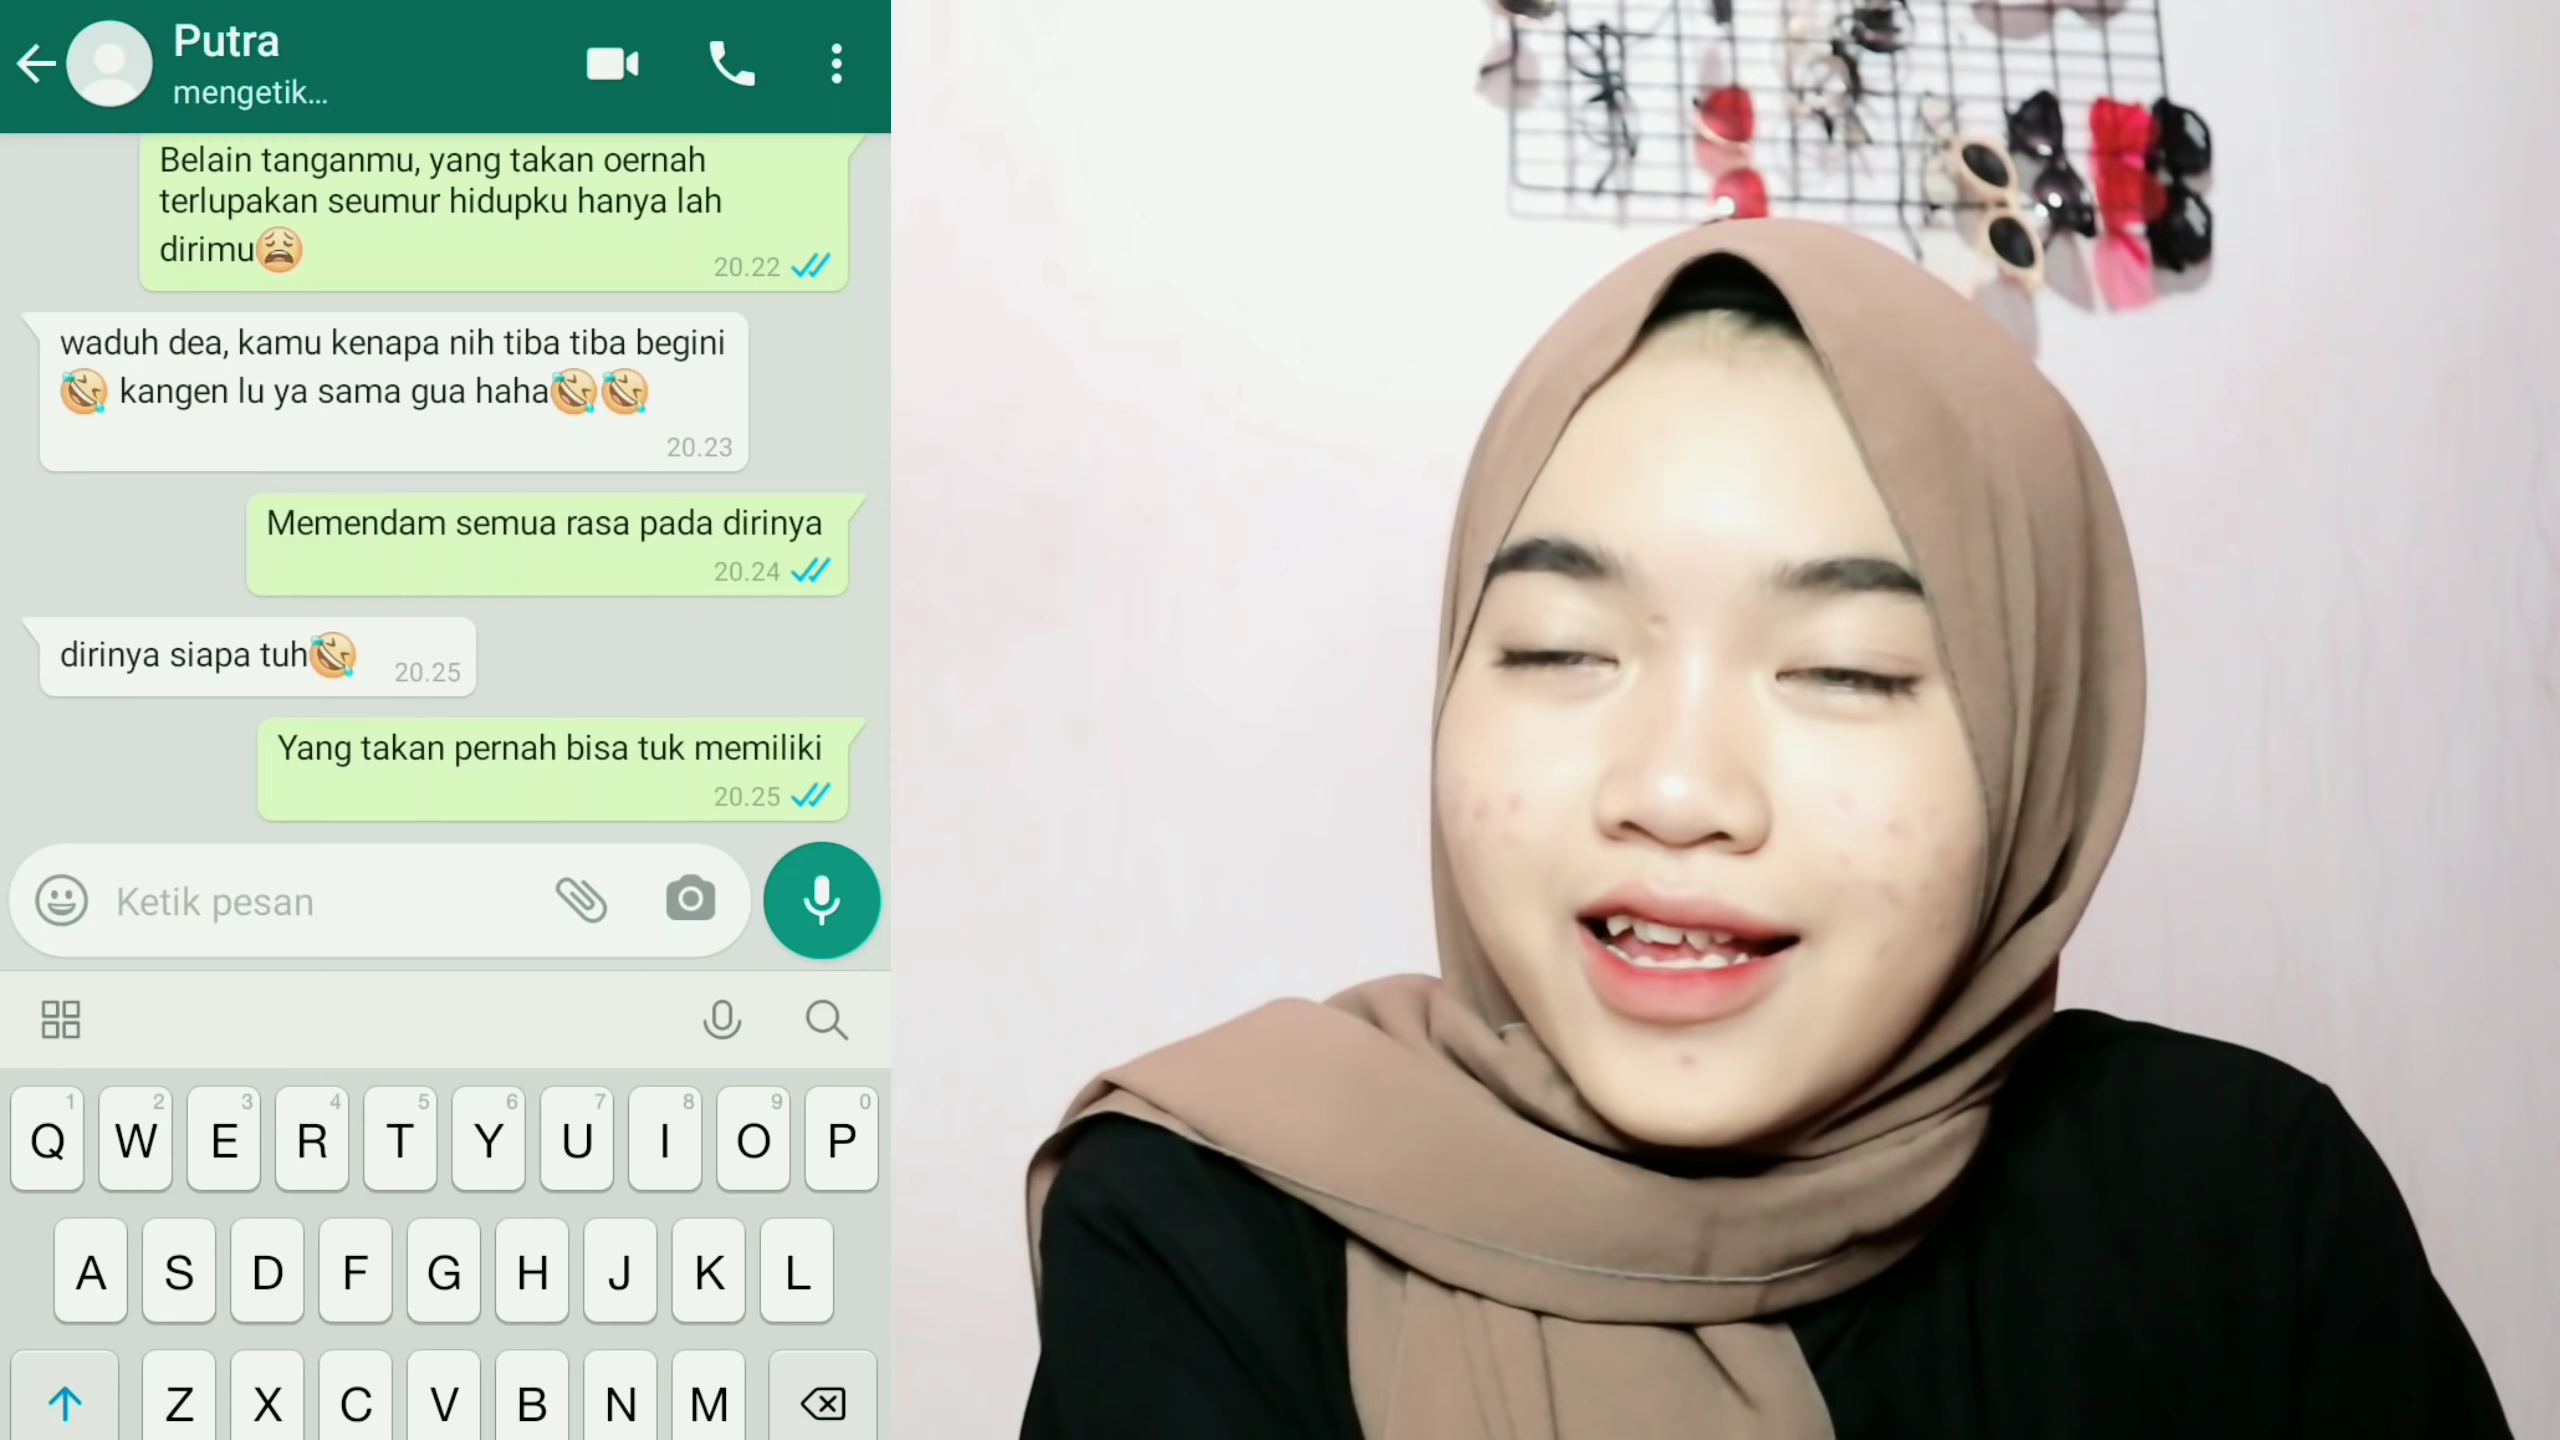 Putra
mengetik...
Belain tanganmu, yang takan oernah
terlupakan seumur hidupku hanya lah
dirimu😩
20.22
waduh dea, kamu kenapa nih tiba tiba begini
🤣 kangen lu ya sama gua haha🤣🤣
20.23
Memendam semua rasa pada dirinya
20.24
dirinya siapa tuh🤣 20.25
Yang takan pernah bisa tuk memiliki
20.25
Ketik pesan
1 2 3 4 5 6 7 8 9 0
Q W E R T Y U I O P
A S D F G H J K L
Z X C V B N M